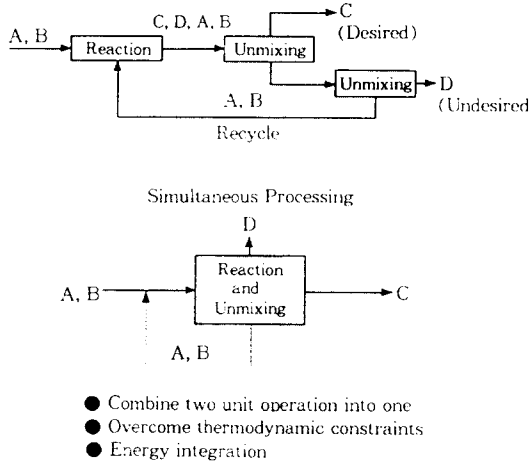 A, B
Reaction
C, D, A, B
Unmixing
C
(Desired)
Unmixing
D
(Undesired
A, B
Recycle
Simultaneous Processing
D
A, B
Reaction
and
Unmixing
C
A, B
● Combine two unit operation into one
● Overcome thermodynamic constraints
● Energy integration